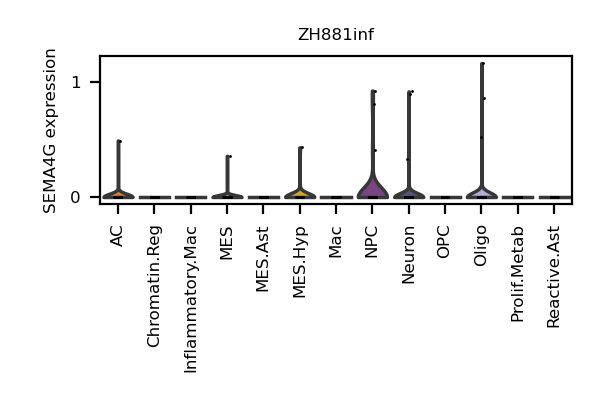 ZH881inf
SEMA4G expression
1
0
AC
Chromatin.Reg
Inflammatory.Mac
MES
MES.Ast
MES.Hyp
Mac
NPC
Neuron
OPC
Oligo
Prolif.Metab
Reactive.Ast